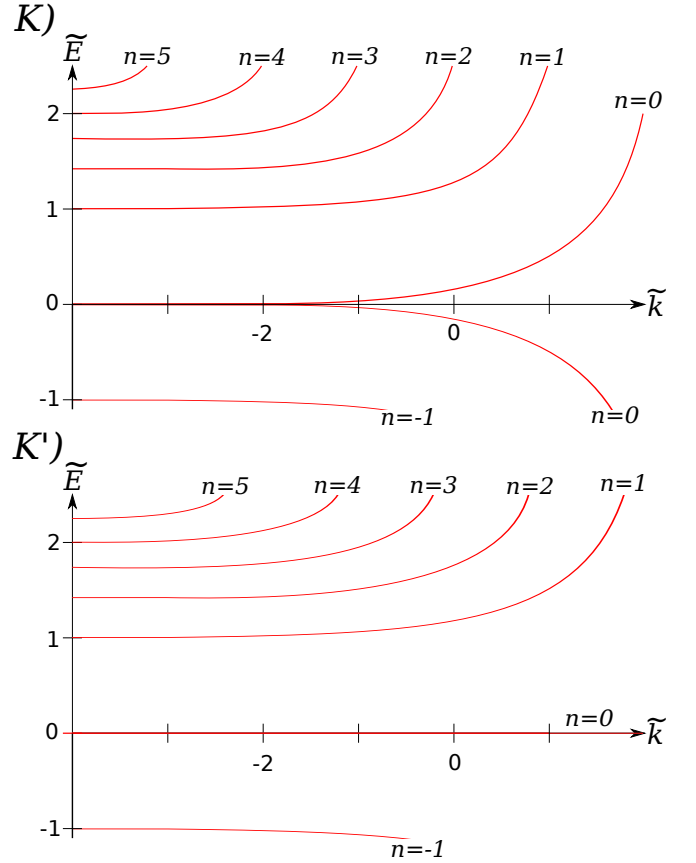 K)
Ẽ
n=5 n=4 n=3 n=2 n=1
n=0
2
1
0
k̃
-2 0
-1
n=-1
n=0
K')
Ẽ
n=5 n=4 n=3 n=2 n=1
2
1
n=0
0
k̃
-2 0
-1
n=-1